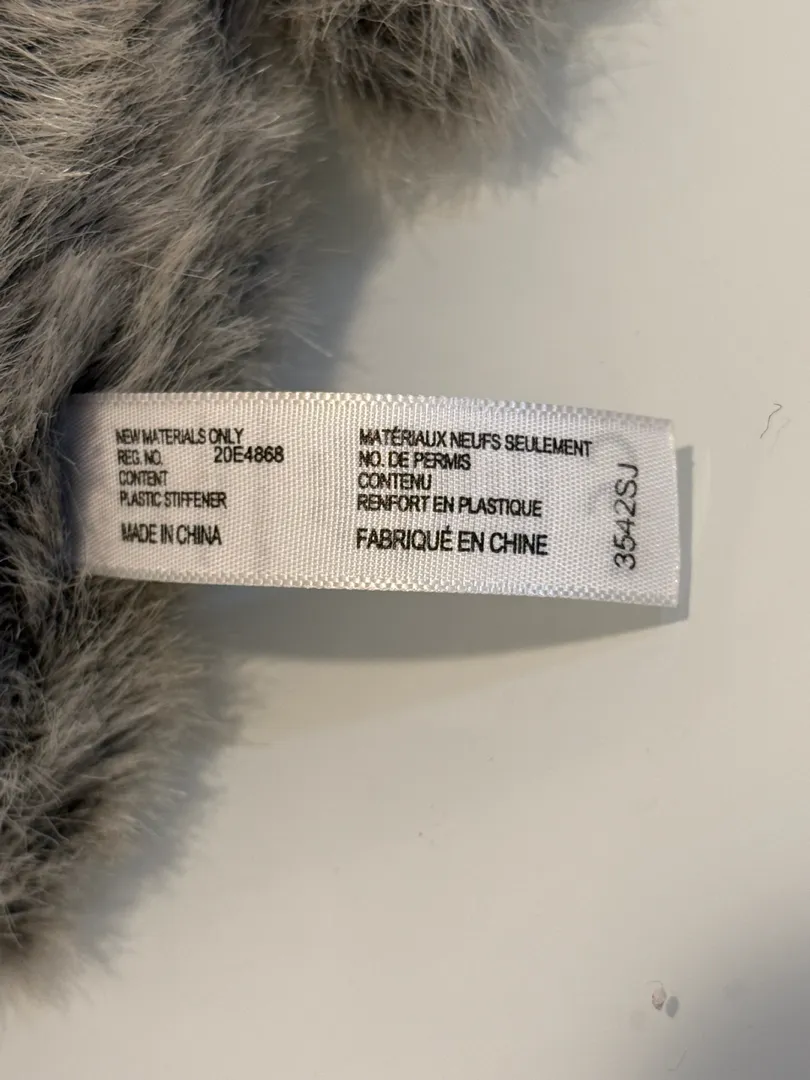 NEW MATERIALS ONLY
REG. NO. 20E4868
CONTENT
PLASTIC STIFFENER
MADE IN CHINA
MATÉRIAUX NEUFS SEULEMENT
NO. DE PERMIS
CONTENU
RENFORT EN PLASTIQUE
FABRIQUÉ EN CHINE
3542SJ